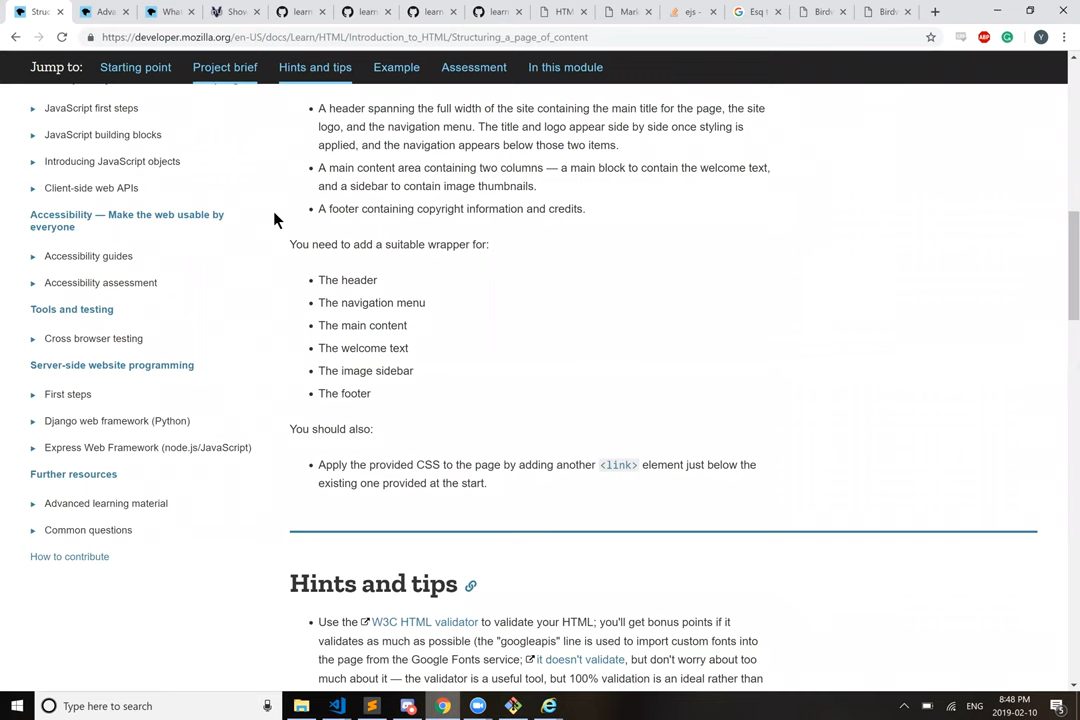 Struc
Adva
What
Show
learn
learn
learn
learn
HTM
Mark
ejs -
Esq f
Birdw
Birdw
https://developer.mozilla.org/en-US/docs/Learn/HTML/Introduction_to_HTML/Structuring_a_page_of_content
ABP
Y
Jump to: Starting point Project brief Hints and tips Example Assessment In this module
JavaScript first steps
JavaScript building blocks
Introducing JavaScript objects
Client-side web APIs
Accessibility — Make the web usable by
everyone
Accessibility guides
Accessibility assessment
Tools and testing
Cross browser testing
Server-side website programming
First steps
Django web framework (Python)
Express Web Framework (node.js/JavaScript)
Further resources
Advanced learning material
Common questions
How to contribute
A header spanning the full width of the site containing the main title for the page, the site
logo, and the navigation menu. The title and logo appear side by side once styling is
applied, and the navigation appears below those two items.
A main content area containing two columns — a main block to contain the welcome text,
and a sidebar to contain image thumbnails.
A footer containing copyright information and credits.
You need to add a suitable wrapper for:
The header
The navigation menu
The main content
The welcome text
The image sidebar
The footer
You should also:
Apply the provided CSS to the page by adding another <link> element just below the
existing one provided at the start.
Hints and tips
Use the W3C HTML validator to validate your HTML; you'll get bonus points if it
validates as much as possible (the "googleapis" line is used to import custom fonts into
the page from the Google Fonts service; it doesn't validate, but don't worry about too
much about it — the validator is a useful tool, but 100% validation is an ideal rather than
Type here to search
ENG
8:48 PM
2019-02-10
5